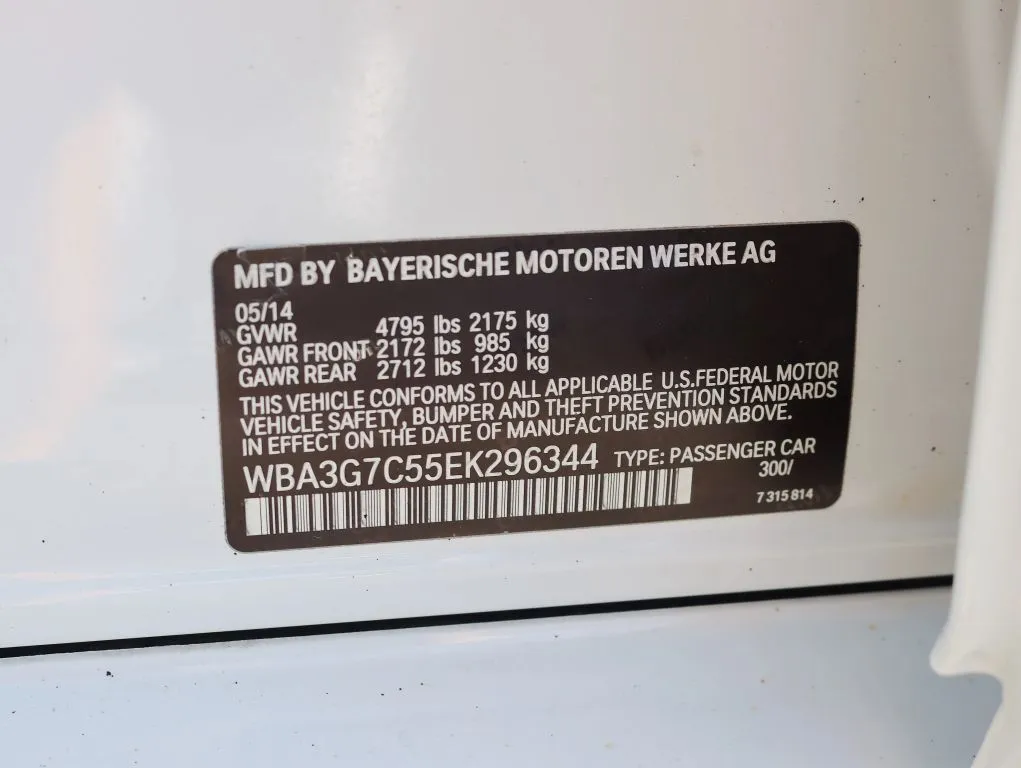 MFD BY BAYERISCHE MOTOREN WERKE AG
05/14
GVWR 4795 lbs 2175 kg
GAWR FRONT 2172 lbs 985 kg
GAWR REAR 2712 lbs 1230 kg
THIS VEHICLE CONFORMS TO ALL APPLICABLE U.S.FEDERAL MOTOR
VEHICLE SAFETY, BUMPER AND THEFT PREVENTION STANDARDS
IN EFFECT ON THE DATE OF MANUFACTURE SHOWN ABOVE.
WBA3G7C55EK296344 TYPE: PASSENGER CAR
300/
7 315 814